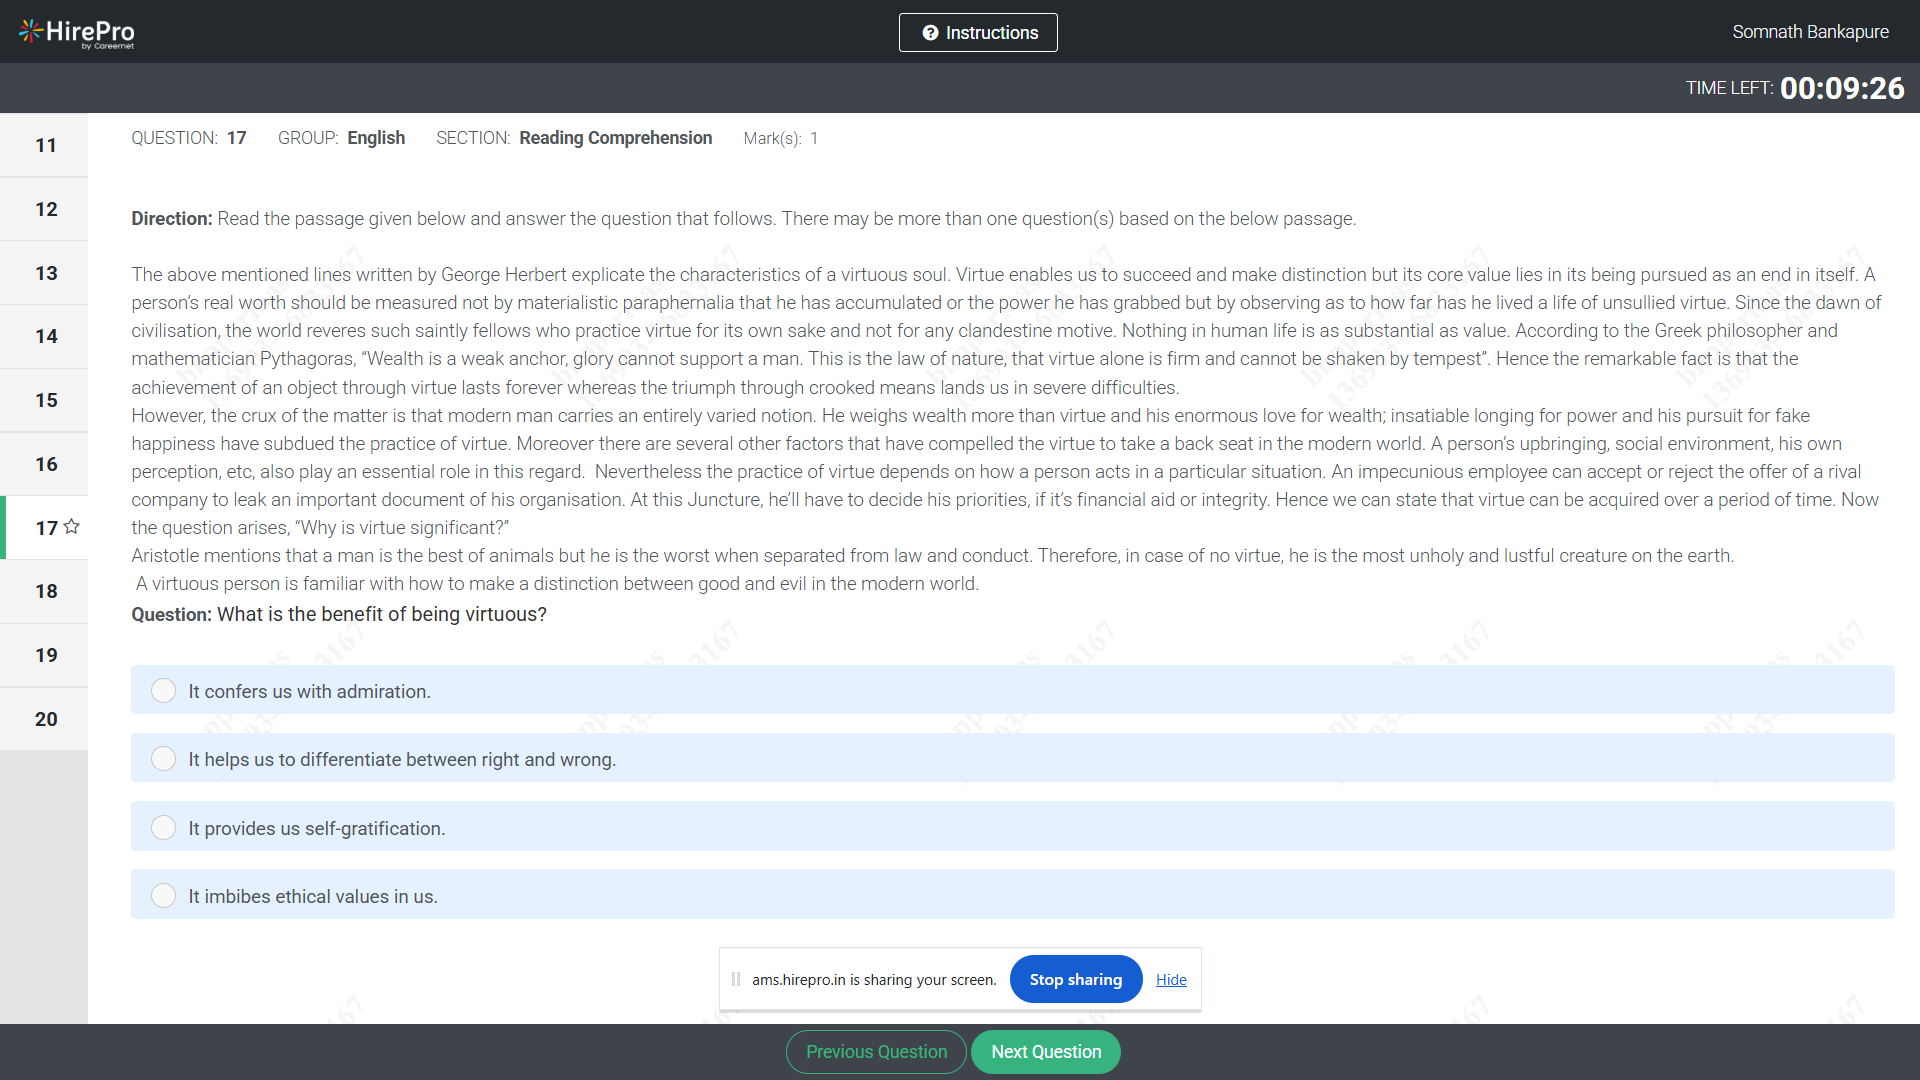 HirePro
by Careernet
Instructions
Somnath Bankapure
TIME LEFT: 00:09:26
11
12
13
14
15
16
17
18
19
20
QUESTION: 17 GROUP: English SECTION: Reading Comprehension Mark(s): 1
Direction: Read the passage given below and answer the question that follows. There may be more than one question(s) based on the below passage.
The above mentioned lines written by George Herbert explicate the characteristics of a virtuous soul. Virtue enables us to succeed and make distinction but its core value lies in its being pursued as an end in itself. A
person’s real worth should be measured not by materialistic paraphernalia that he has accumulated or the power he has grabbed but by observing as to how far has he lived a life of unsullied virtue. Since the dawn of
civilisation, the world reveres such saintly fellows who practice virtue for its own sake and not for any clandestine motive. Nothing in human life is as substantial as value. According to the Greek philosopher and
mathematician Pythagoras, “Wealth is a weak anchor, glory cannot support a man. This is the law of nature, that virtue alone is firm and cannot be shaken by tempest”. Hence the remarkable fact is that the
achievement of an object through virtue lasts forever whereas the triumph through crooked means lands us in severe difficulties.
However, the crux of the matter is that modern man carries an entirely varied notion. He weighs wealth more than virtue and his enormous love for wealth; insatiable longing for power and his pursuit for fake
happiness have subdued the practice of virtue. Moreover there are several other factors that have compelled the virtue to take a back seat in the modern world. A person’s upbringing, social environment, his own
perception, etc, also play an essential role in this regard. Nevertheless the practice of virtue depends on how a person acts in a particular situation. An impecunious employee can accept or reject the offer of a rival
company to leak an important document of his organisation. At this Juncture, he’ll have to decide his priorities, if it’s financial aid or integrity. Hence we can state that virtue can be acquired over a period of time. Now
the question arises, “Why is virtue significant?”
Aristotle mentions that a man is the best of animals but he is the worst when separated from law and conduct. Therefore, in case of no virtue, he is the most unholy and lustful creature on the earth.
A virtuous person is familiar with how to make a distinction between good and evil in the modern world.
Question: What is the benefit of being virtuous?
It confers us with admiration.
It helps us to differentiate between right and wrong.
It provides us self-gratification.
It imbibes ethical values in us.
ams.hirepro.in is sharing your screen. Stop sharing Hide
Previous Question Next Question